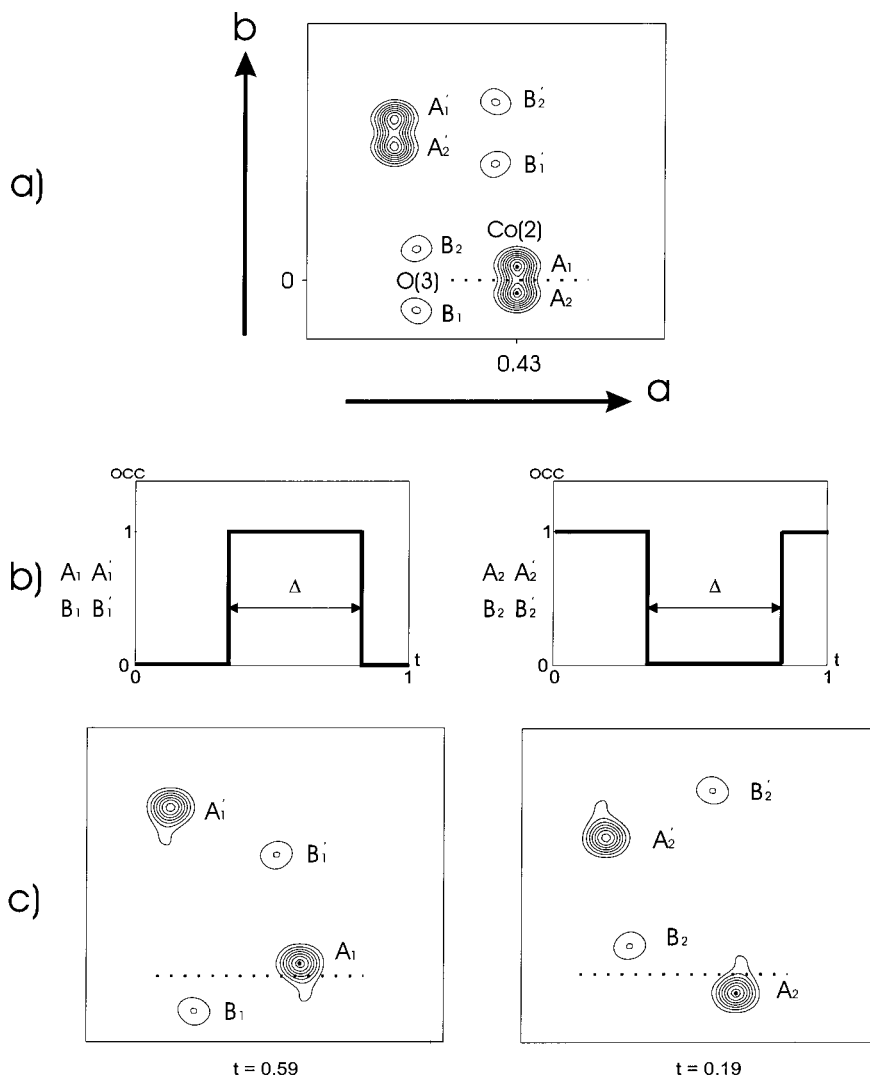 b
A₁′
A₂′
B₂′
B₁′
a)
Co(2)
B₂
A₁
0
O(3)
A₂
B₁
0.43
a
occ
occ
1
1
b)
A₁ A₁′
Δ
A₂ A₂′
Δ
B₁ B₁′
B₂ B₂′
0
t
0
t
0
1
0
1
A₁′
B₁′
B₂′
A₂′
c)
A₁
B₂
B₁
A₂
t = 0.59
t = 0.19